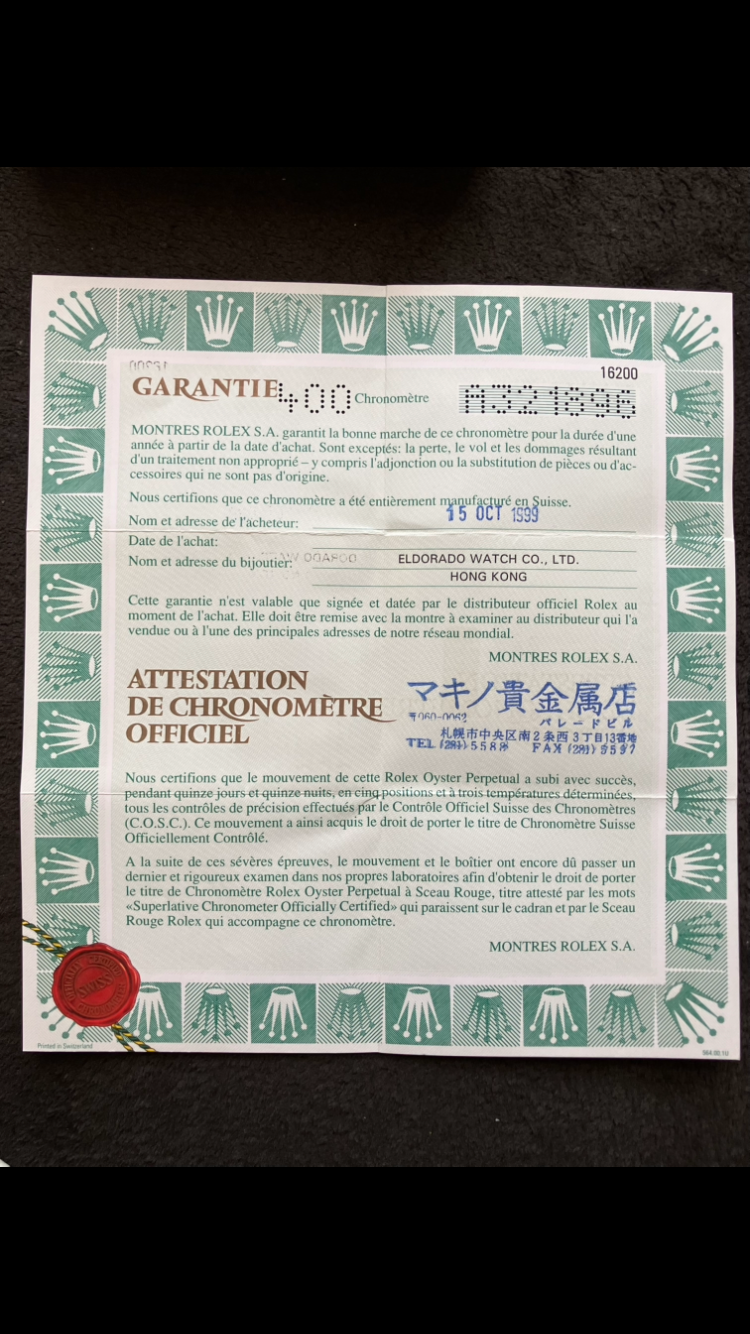 16200
GARANTIE 400 Chronomètre A321896
MONTRES ROLEX S.A. garantit la bonne marche de ce chronomètre pour la durée d'une
année à partir de la date d'achat. Sont exceptés: la perte, le vol et les dommages résultant
d'un traitement non approprié – y compris l'adjonction ou la substitution de pièces ou d'ac-
cessoires qui ne sont pas d'origine.
Nous certifions que ce chronomètre a été entièrement manufacturé en Suisse.
15 OCT 1999
Nom et adresse de l'acheteur:
Date de l'achat:
Nom et adresse du bijoutier: ELDORADO WATCH CO., LTD.
HONG KONG
Cette garantie n'est valable que signée et datée par le distributeur officiel Rolex au
moment de l'achat. Elle doit être remise avec la montre à examiner au distributeur qui l'a
vendue ou à l'une des principales adresses de notre réseau mondial.
MONTRES ROLEX S.A.
ATTESTATION
DE CHRONOMÈTRE
OFFICIEL
マキノ貴金属店
〒060-0062 パレードビル
札幌市中央区南2条西3丁目13番地
TEL (281) 5588 FAX (281) 5597
Nous certifions que le mouvement de cette Rolex Oyster Perpetual a subi avec succès,
pendant quinze jours et quinze nuits, en cinq positions et à trois températures déterminées,
tous les contrôles de précision effectués par le Contrôle Officiel Suisse des Chronomètres
(C.O.S.C.). Ce mouvement a ainsi acquis le droit de porter le titre de Chronomètre Suisse
Officiellement Contrôlé.
A la suite de ces sévères épreuves, le mouvement et le boîtier ont encore dû passer un
dernier et rigoureux examen dans nos propres laboratoires afin d'obtenir le droit de porter
le titre de Chronomètre Rolex Oyster Perpetual à Sceau Rouge, titre attesté par les mots
«Superlative Chronometer Officially Certified» qui paraissent sur le cadran et par le Sceau
Rouge Rolex qui accompagne ce chronomètre.
MONTRES ROLEX S.A.
SWISS
Printed in Switzerland